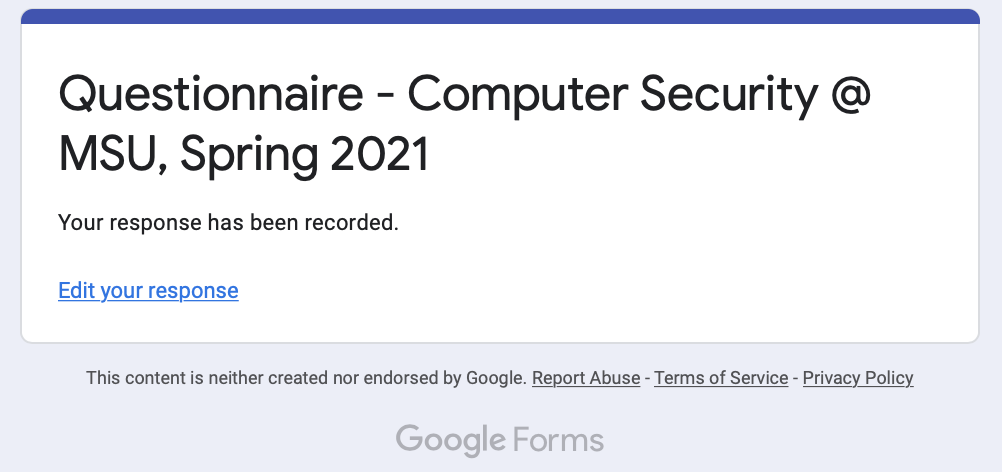 Questionnaire - Computer Security @
MSU, Spring 2021
Your response has been recorded.
Edit your response
This content is neither created nor endorsed by Google. Report Abuse - Terms of Service - Privacy Policy
Google Forms